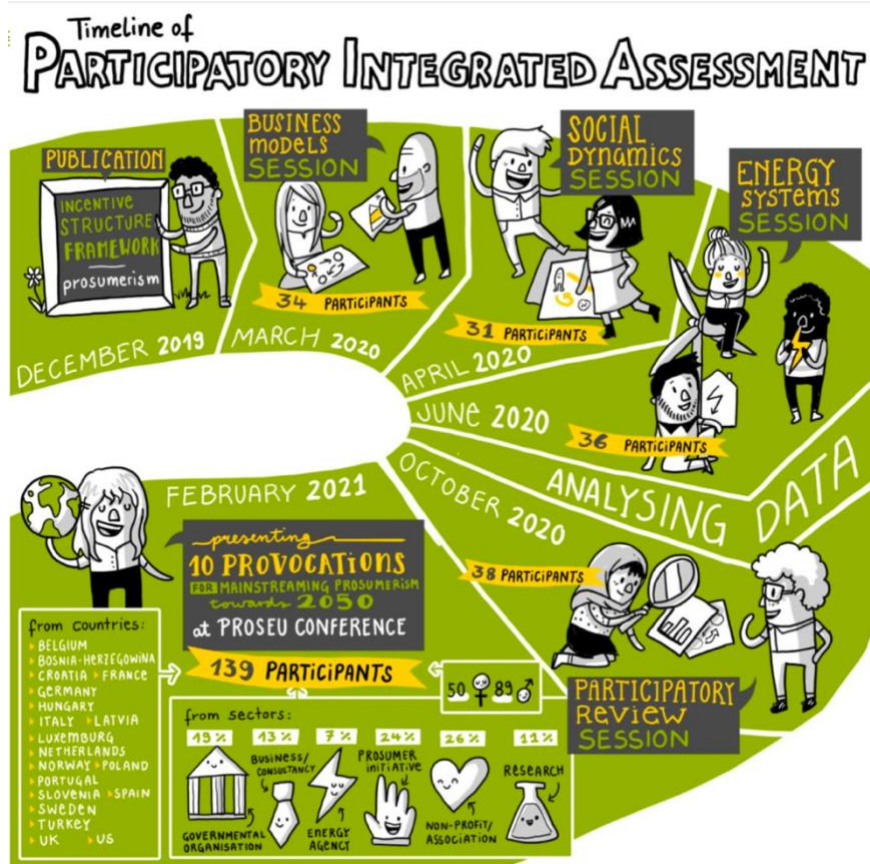 Timeline of
PARTICIPATORY INTEGRATED ASSESSMENT
PUBLICATION
INCENTIVE
STRUCTURE
FRAMEWORK
prosumerism
DECEMBER 2019
BUSINESS
MODELS
SESSION
34 PARTICIPANTS
MARCH 2020
SOCIAL
DYNAMICS
SESSION
31 PARTICIPANTS
APRIL 2020
ENERGY
SYSTEMS
SESSION
36 PARTICIPANTS
JUNE 2020
ANALYSING DATA
OCTOBER 2020
38 PARTICIPANTS
PARTICIPATORY
REVIEW
SESSION
FEBRUARY 2021
presenting
10 PROVOCATIONS
FOR MAINSTREAMING PROSUMERISM
towards 2050
at PROSEU CONFERENCE
139 PARTICIPANTS
50 ♀ 89 ♂
from countries:
BELGIUM
BOSNIA-HERZEGOWINA
CROATIA FRANCE
GERMANY
HUNGARY
ITALY LATVIA
LUXEMBURG
NETHERLANDS
NORWAY POLAND
PORTUGAL
SLOVENIA SPAIN
SWEDEN
TURKEY
UK US
from sectors:
19% 13% 7% 24% 26% 11%
GOVERNMENTAL
ORGANISATION
BUSINESS/
CONSULTANCY
ENERGY
AGENCY
PROSUMER
INITIATIVE
NON-PROFIT/
ASSOCIATION
RESEARCH